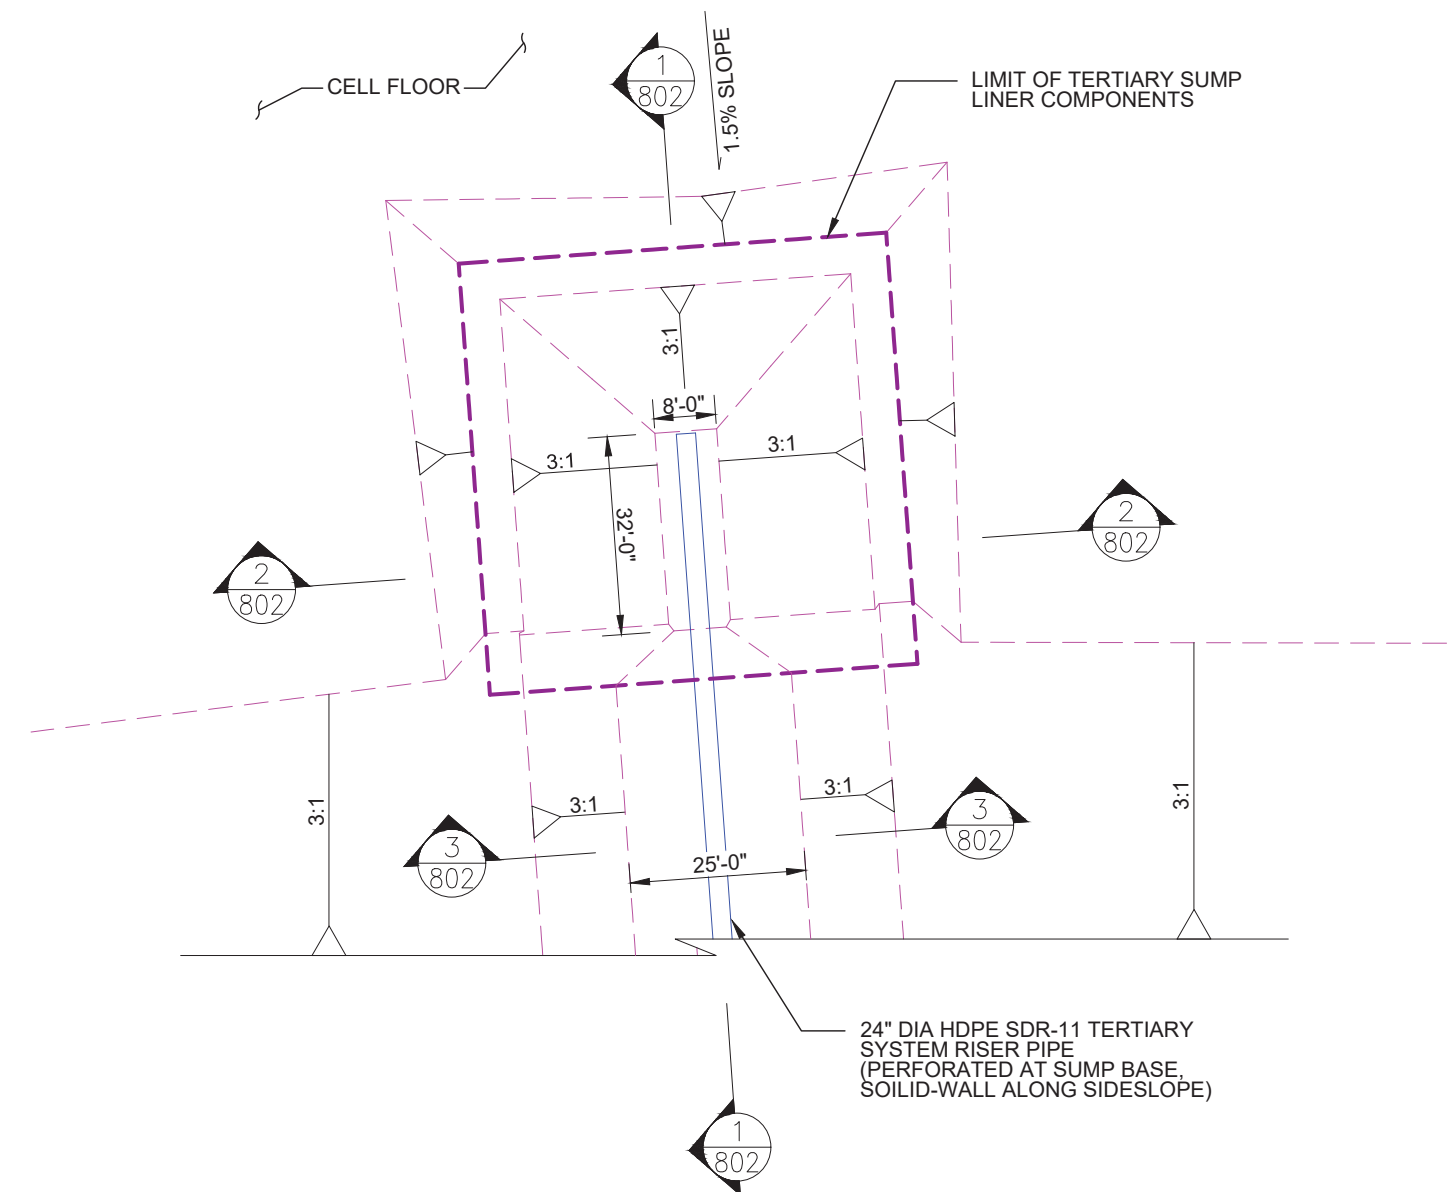 1
802
1.5% SLOPE
CELL FLOOR
LIMIT OF TERTIARY SUMP
LINER COMPONENTS
3:1
8'-0"
3:1
3:1
32'-0"
2
802
2
802
3:1
3:1
3:1
3:1
3
802
3
802
25'-0"
24" DIA HDPE SDR-11 TERTIARY
SYSTEM RISER PIPE
(PERFORATED AT SUMP BASE,
SOILID-WALL ALONG SIDESLOPE)
1
802